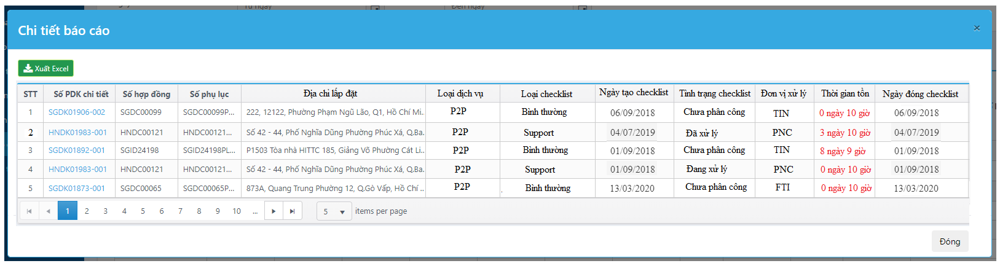 Từ ngày Đến ngày
Chi tiết báo cáo ×
Xuất Excel
STT Số PDK chi tiết Số hợp đồng Số phụ lục Địa chỉ lắp đặt Loại dịch vụ Loại checklist Ngày tạo checklist Tình trạng checklist Đơn vị xử lý Thời gian tồn Ngày đóng checklist
1 SGDK01906-002 SGDC00099 SGDC00099P... 222, 12122, Phường Phạm Ngũ Lão, Q1, Hồ Chí Mi.. P2P Bình thường 06/09/2018 Chưa phân công TIN 0 ngày 10 giờ 06/09/2018
2 HNDK01983-001 HNDC00121 HNDC00121... Số 42 - 44, Phố Nghĩa Dũng Phường Phúc Xá, Q.Ba. P2P Support 04/07/2019 Đã xử lý PNC 3 ngày 10 giờ 04/07/2019
3 SGDK01892-001 SGID24198 SGID24198PL... P1503 Tòa nhà HITTC 185, Giảng Võ Phường Cát Li.. P2P Bình thường 01/09/2018 Chưa phân công TIN 8 ngày 9 giờ 01/09/2018
4 HNDK01983-001 HNDC00121 HNDC00121... Số 42 - 44, Phố Nghĩa Dũng Phường Phúc Xá, Q.Ba. P2P Support 01/09/2018 Đang xử lý PNC 0 ngày 10 giờ 01/09/2018
5 SGDK01873-001 SGDC00065 SGDC00065P... 873A, Quang Trung Phường 12, Q.Gò Vấp, Hồ Chí .. P2P Bình thường 13/03/2020 Chưa phân công FTI 0 ngày 10 giờ 13/03/2020
1 2 3 4 5 6 7 8 9 10 ... 5 items per page
Đóng